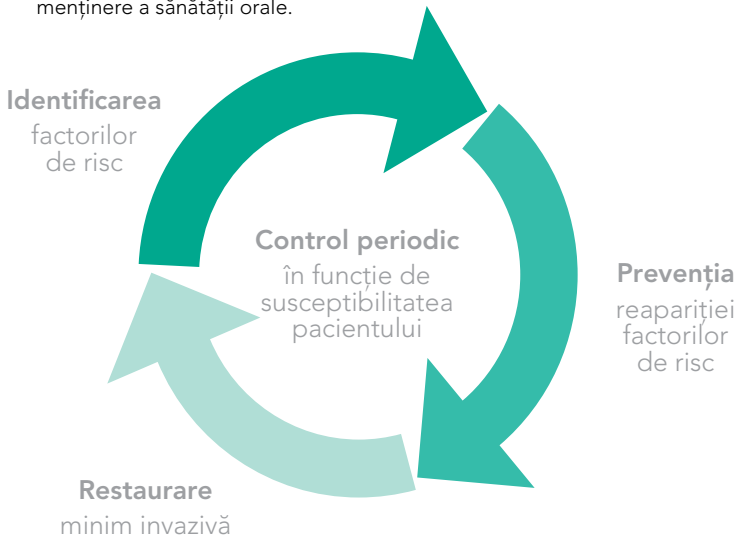 menținere a sănătății orale.
Identificarea
factorilor
de risc
Control periodic
în funcție de
susceptibilitatea
pacientului
Prevenția
reapariției
factorilor
de risc
Restaurare
minim invazivă